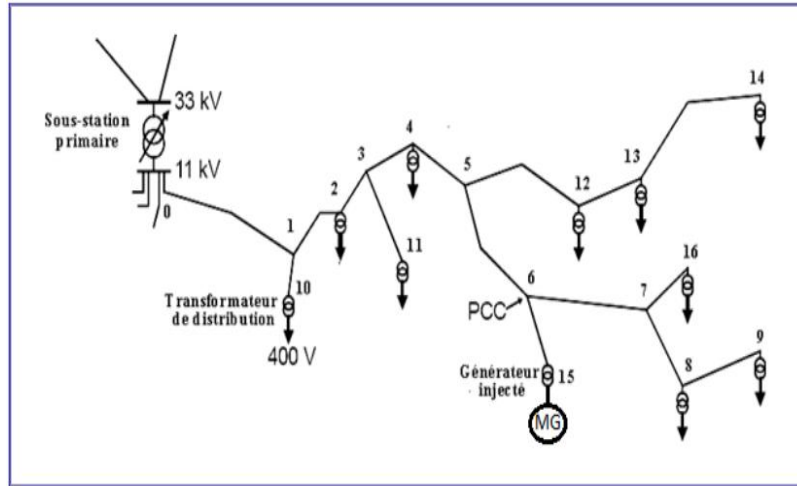 33 kV
Sous-station
primaire
11 kV
0
1
2
3
4
5
12
13
14
11
10
Transformateur
de distribution
400 V
6
PCC
7
16
Générateur
injecté
15
8
9
MG